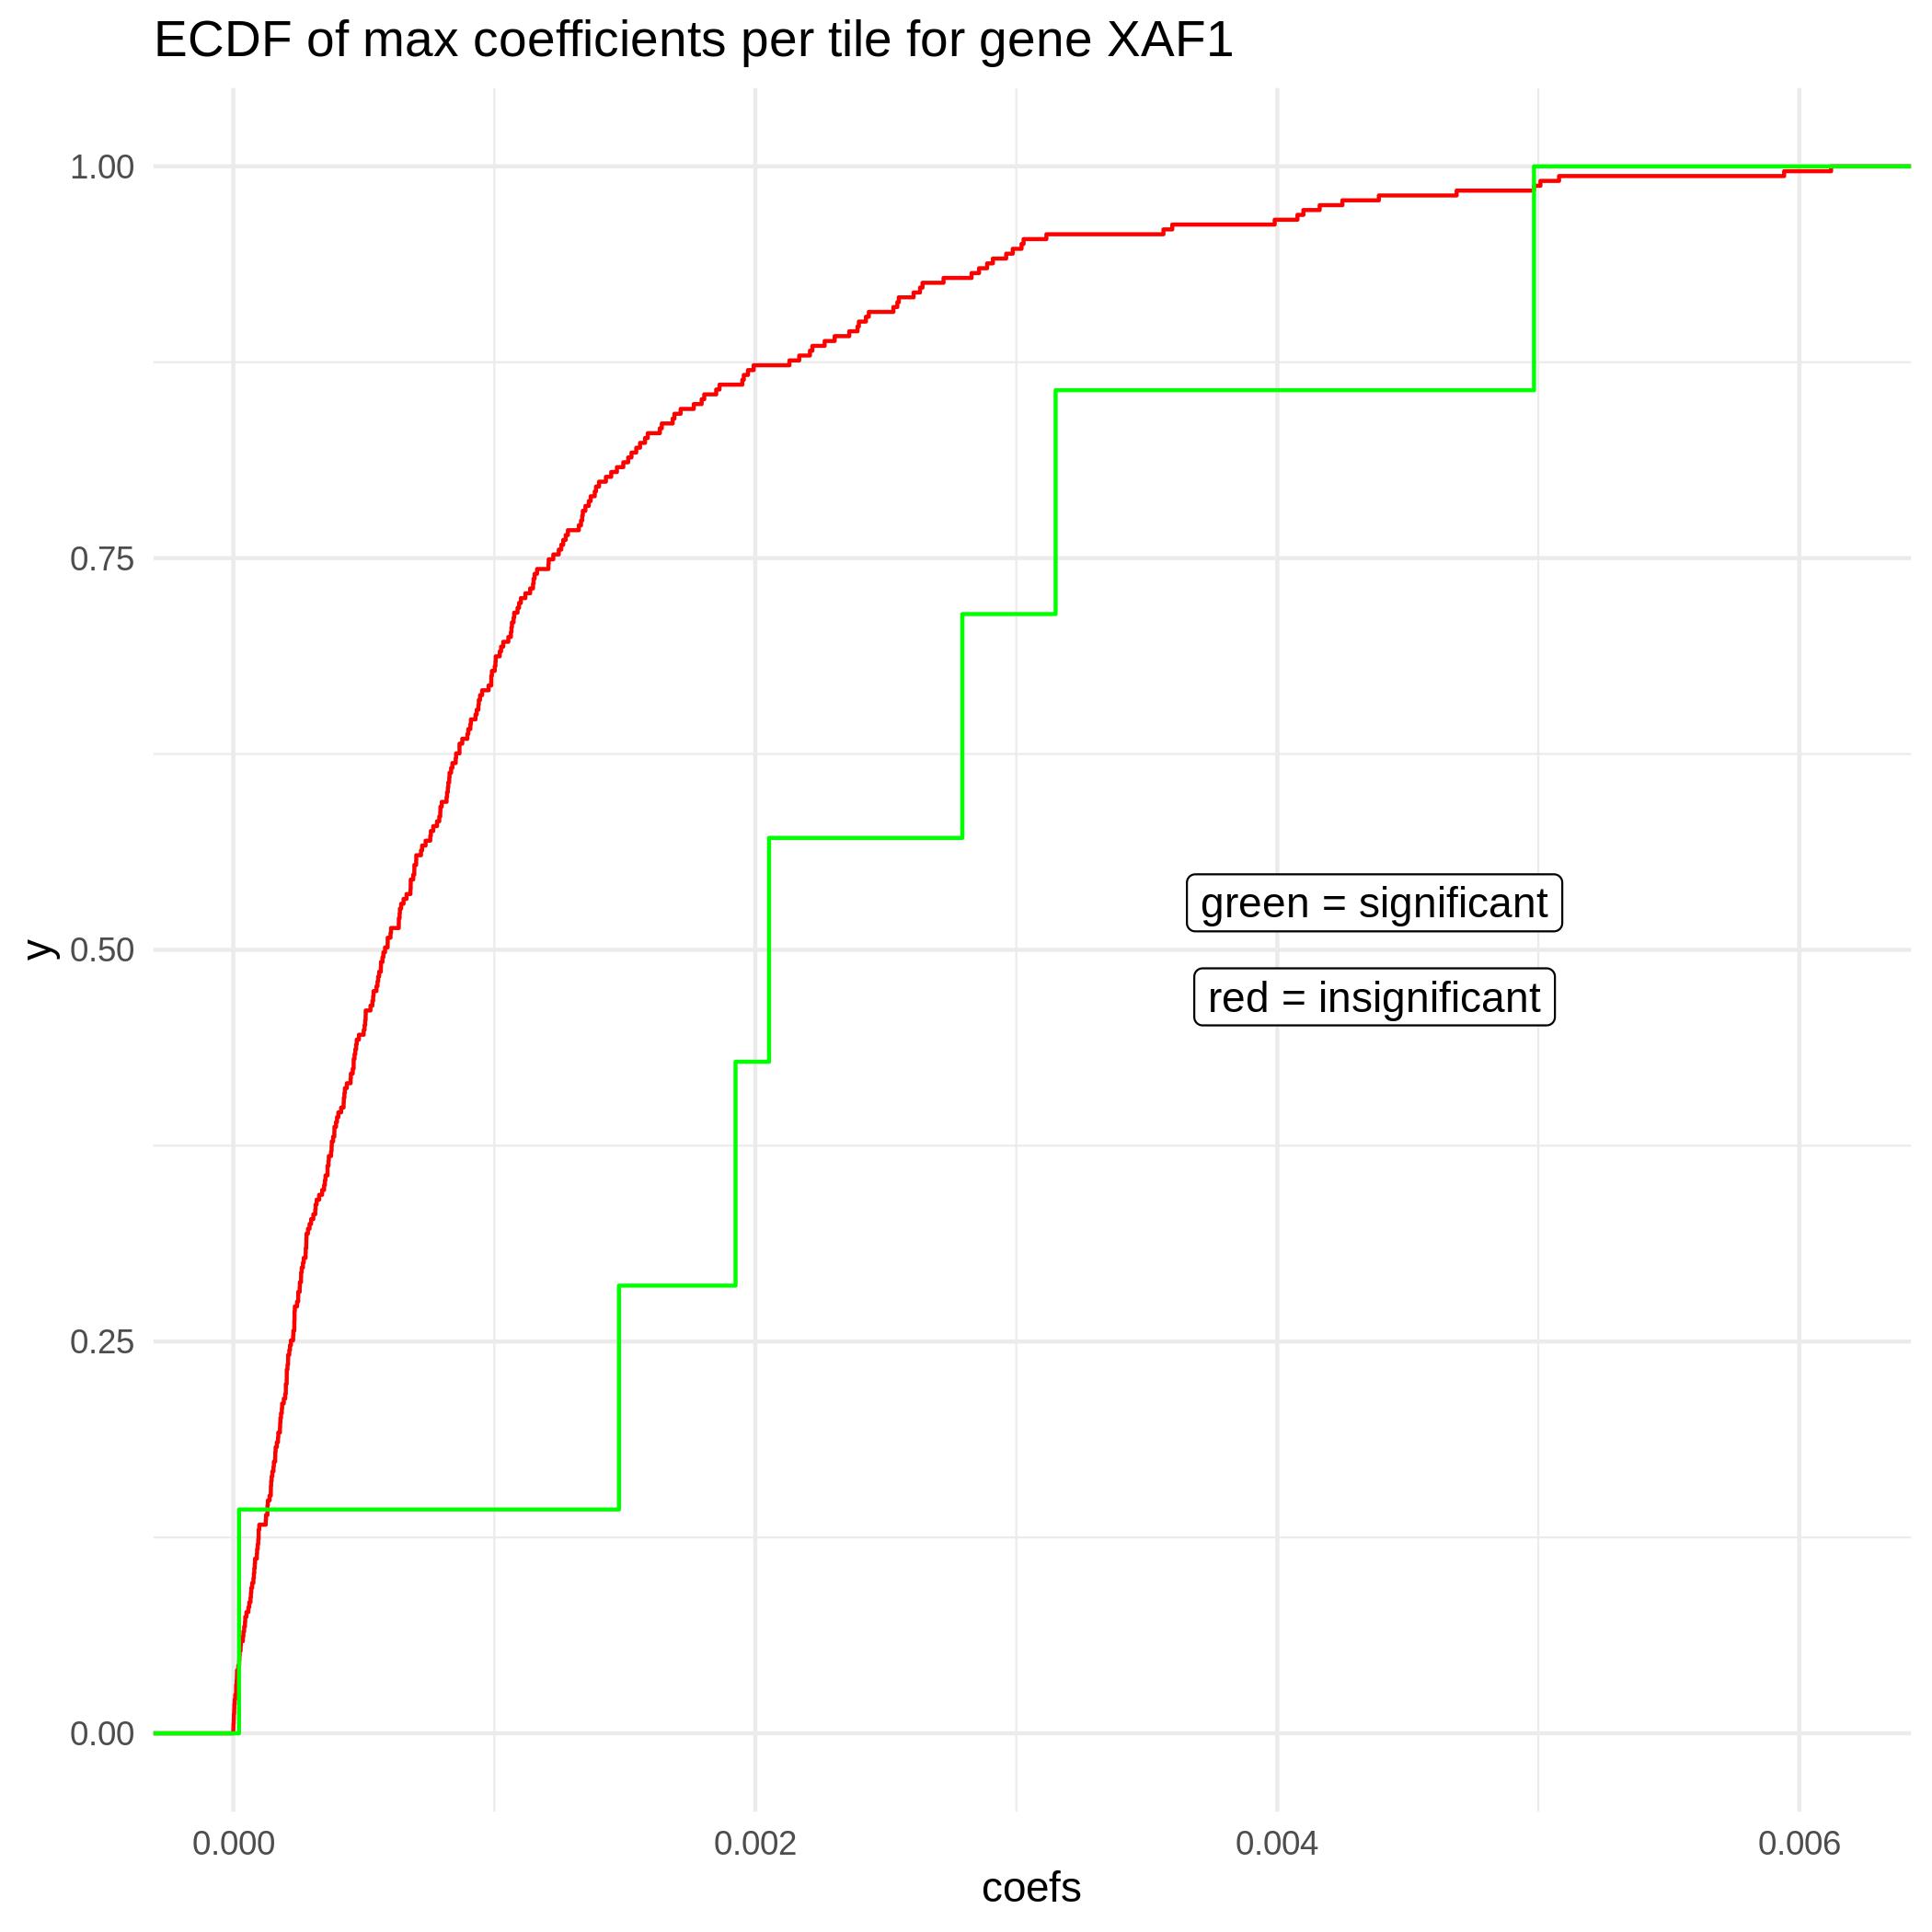 ECDF of max coefficients per tile for gene XAF1
1.00
0.75
0.50
0.25
0.00
y
green = significant
red = insignificant
0.000 0.002 0.004 0.006
coefs